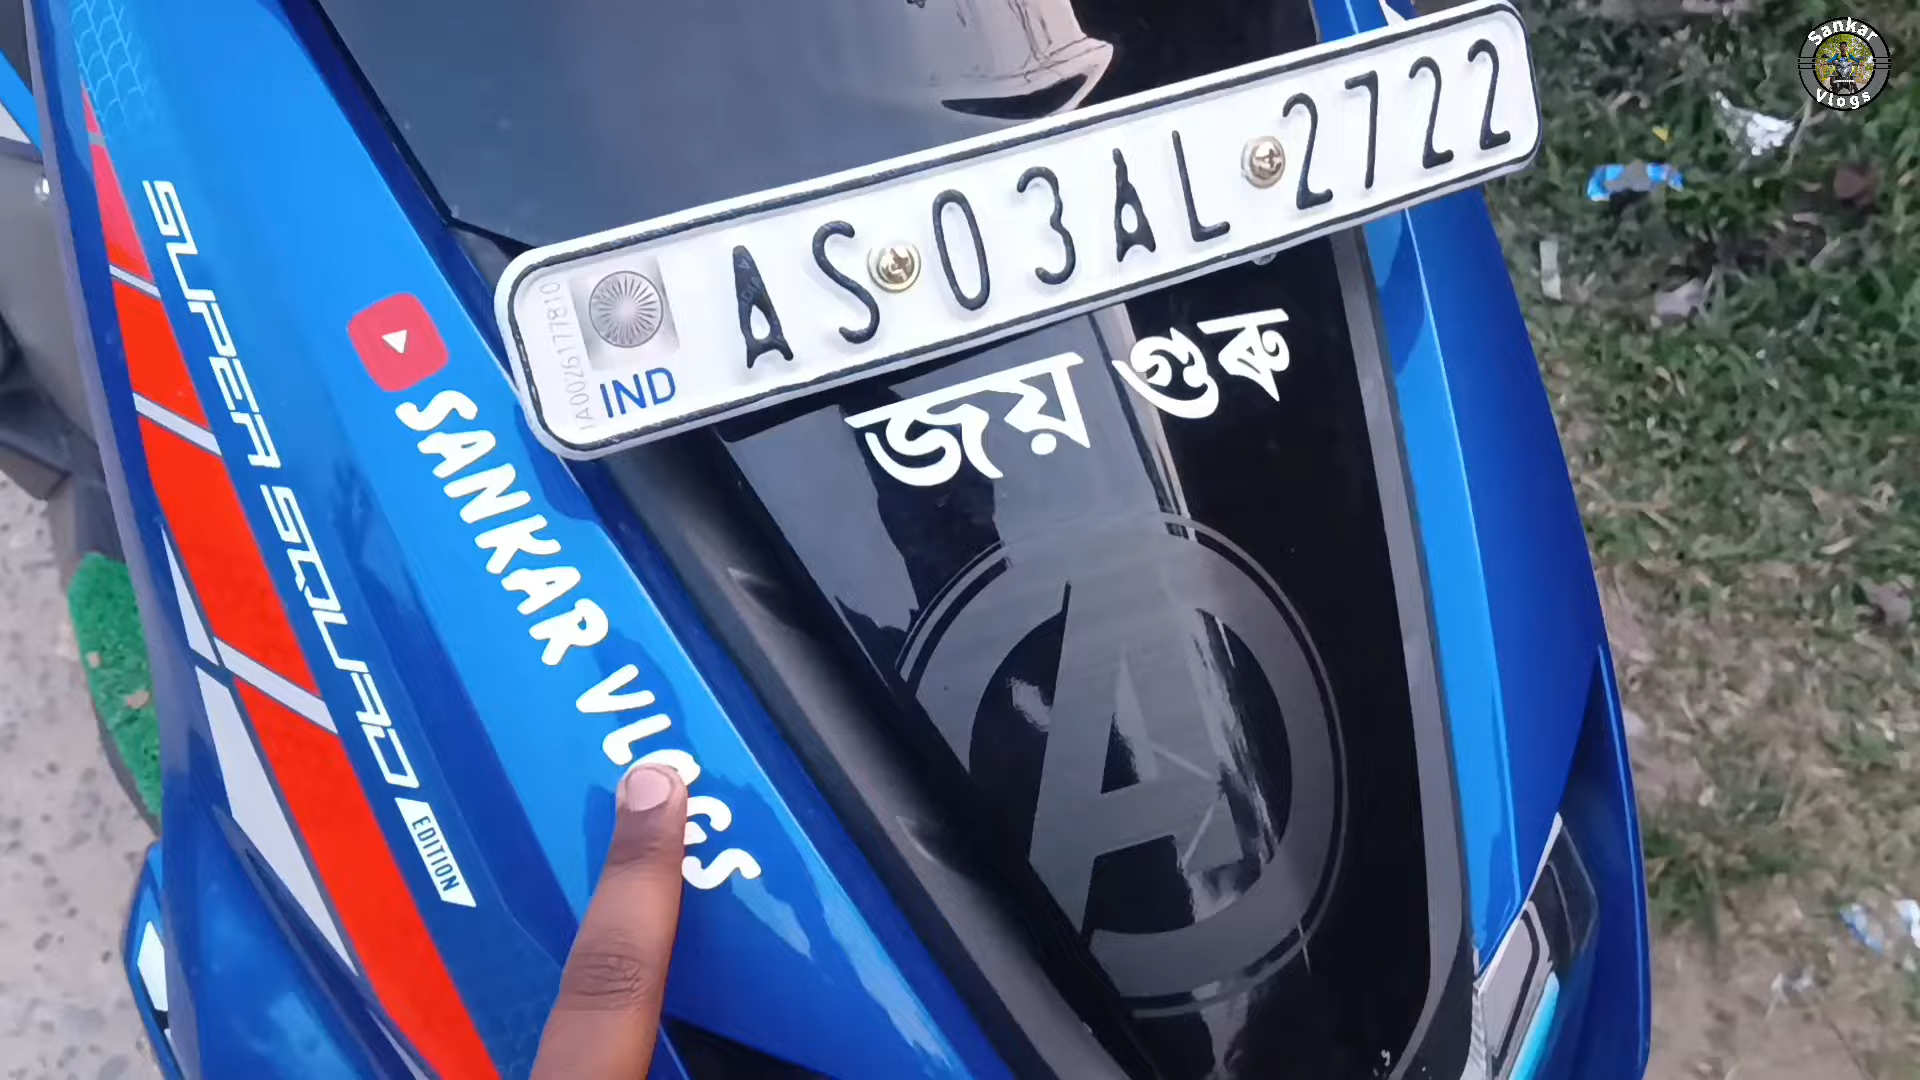 Sankar
Vlogs
AS 03 AL 2722
IND
জয় গুৰু
SANKAR VLOGS
SUPER SQUAD
EDITION